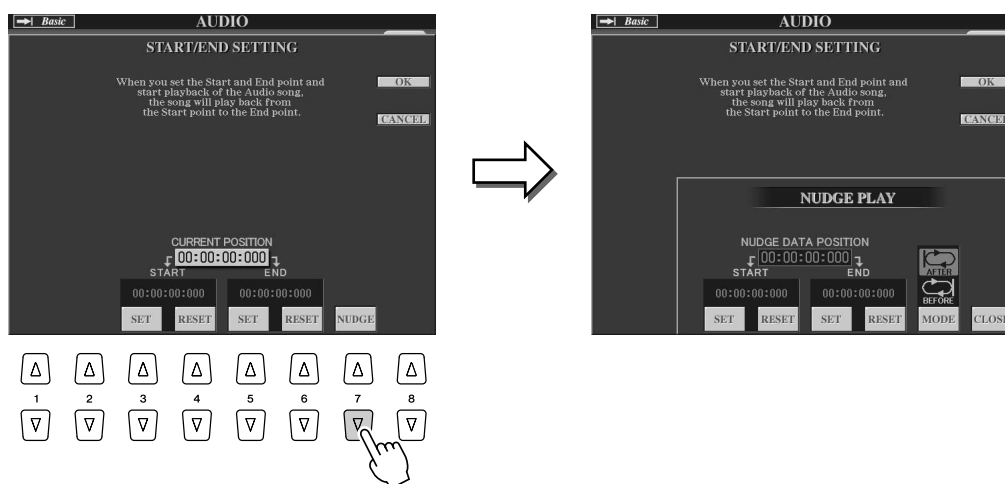 Basic
AUDIO
START/END SETTING
When you set the Start and End point and
start playback of the Audio song,
the song will play back from
the Start point to the End point.
OK
CANCEL
CURRENT POSITION
00:00:00:000
START END
00:00:00:000 00:00:00:000
SET RESET SET RESET NUDGE
1 2 3 4 5 6 7 8
Basic
AUDIO
START/END SETTING
When you set the Start and End point and
start playback of the Audio song,
the song will play back from
the Start point to the End point.
OK
CANCEL
NUDGE PLAY
NUDGE DATA POSITION
00:00:00:000
START END
00:00:00:000 00:00:00:000
AFTER
BEFORE
SET RESET SET RESET MODE CLOSE